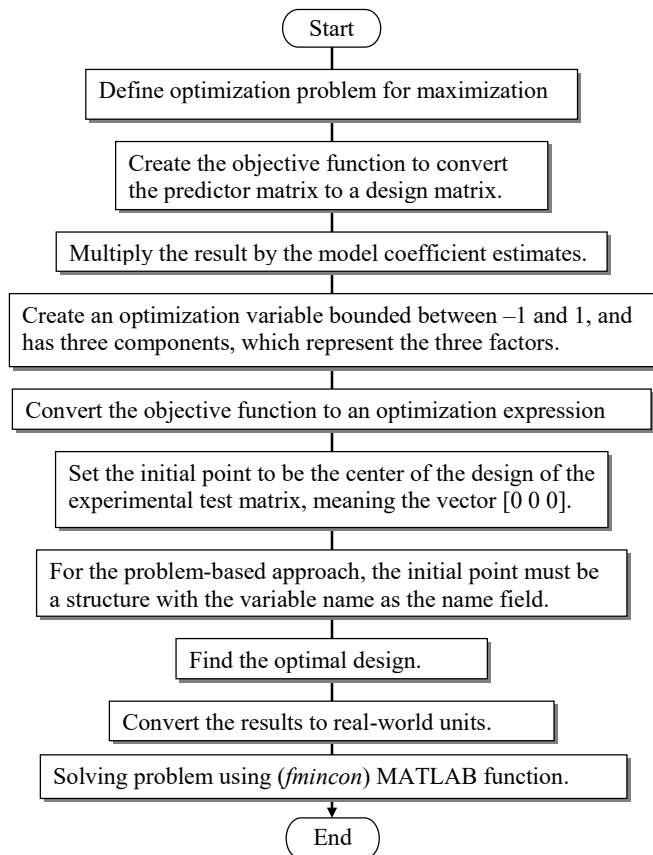 Start
Define optimization problem for maximization
Create the objective function to convert
the predictor matrix to a design matrix.
Multiply the result by the model coefficient estimates.
Create an optimization variable bounded between –1 and 1, and
has three components, which represent the three factors.
Convert the objective function to an optimization expression
Set the initial point to be the center of the design of the
experimental test matrix, meaning the vector [0 0 0].
For the problem-based approach, the initial point must be
a structure with the variable name as the name field.
Find the optimal design.
Convert the results to real-world units.
Solving problem using (fmincon) MATLAB function.
End